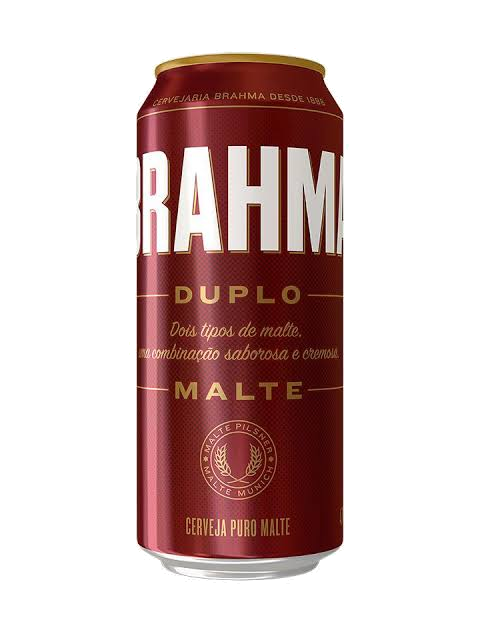 CERVEJARIA BRAHMA DESDE 1888
BRAHMA
DUPLO
Dois tipos de malte,
uma combinação saborosa e cremosa.
MALTE
MALTE PILSNER
MALTE MUNICH
CERVEJA PURO MALTE